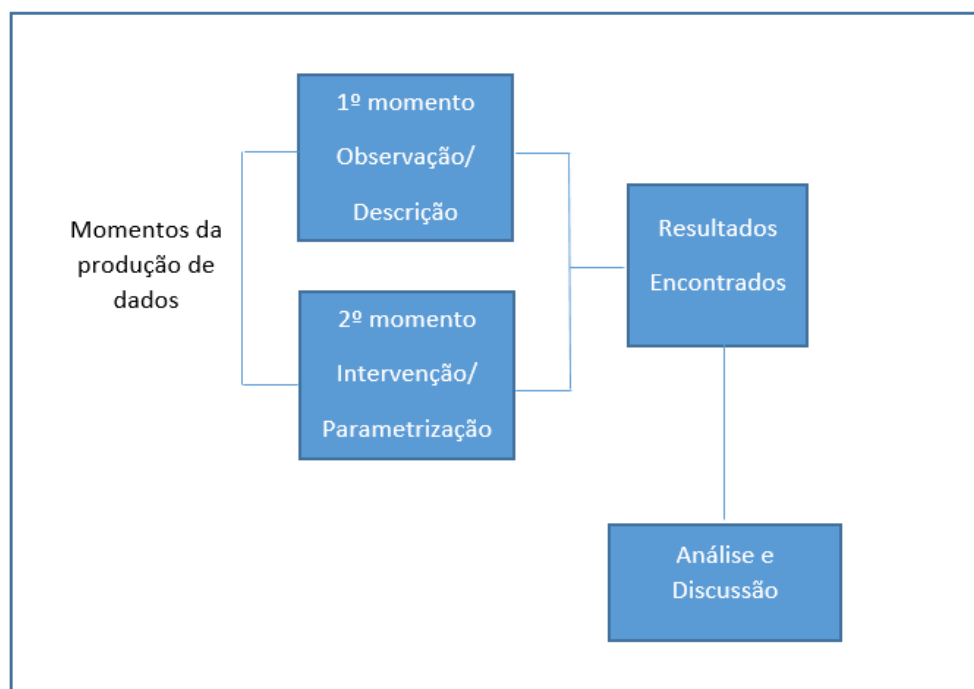 Momentos da
produção de
dados
1º momento
Observação/
Descrição
2º momento
Intervenção/
Parametrização
Resultados
Encontrados
Análise e
Discussão